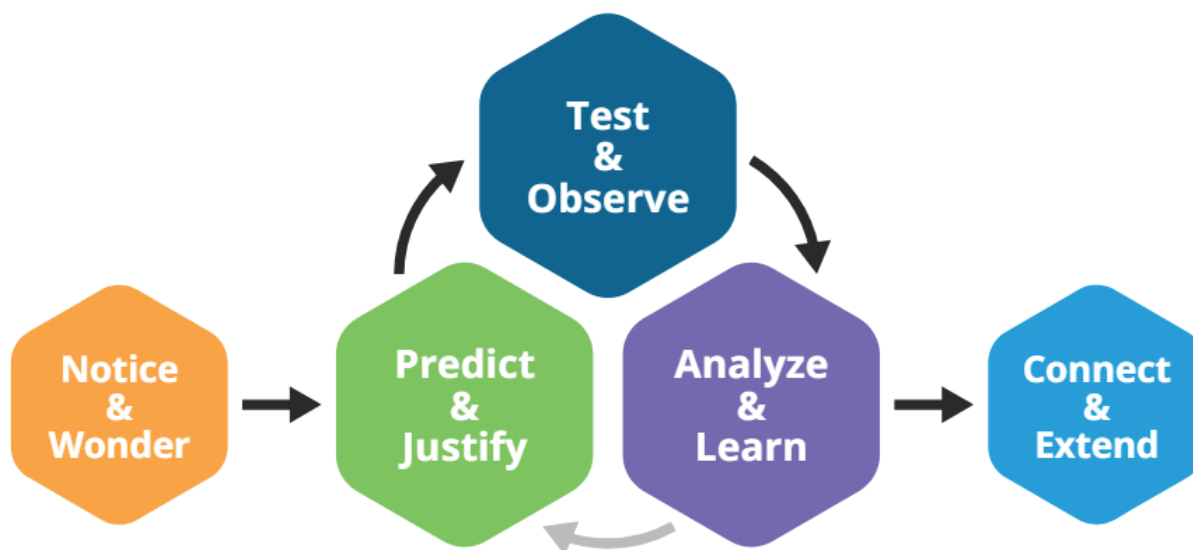 Notice
&
Wonder
Predict
&
Justify
Test
&
Observe
Analyze
&
Learn
Connect
&
Extend